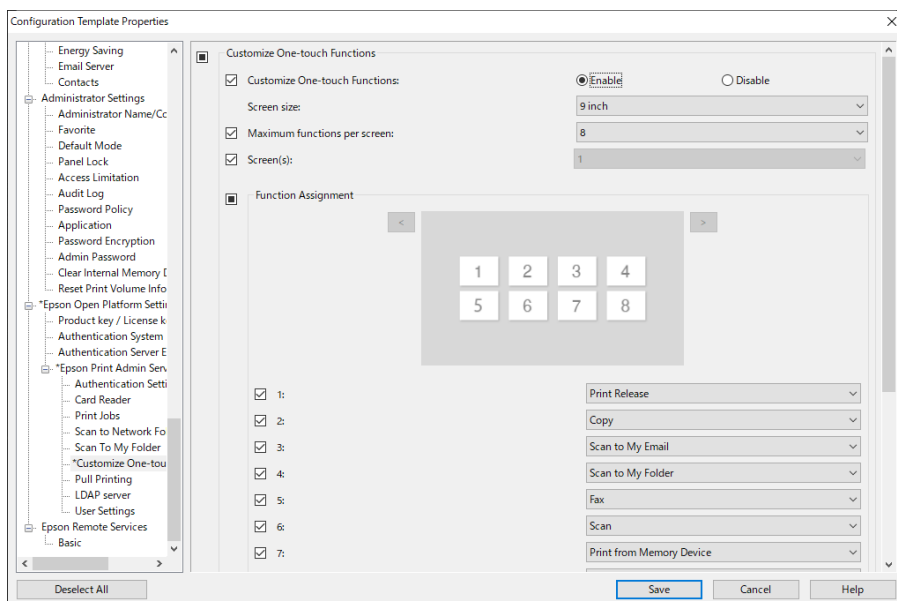 Configuration Template Properties
Energy Saving
Email Server
Contacts
Administrator Settings
Administrator Name/Cc
Favorite
Default Mode
Panel Lock
Access Limitation
Audit Log
Password Policy
Application
Password Encryption
Admin Password
Clear Internal Memory D
Reset Print Volume Info
*Epson Open Platform Settin
Product key / License k
Authentication System
Authentication Server E
*Epson Print Admin Serv
Authentication Setti
Card Reader
Print Jobs
Scan to Network Fo
Scan To My Folder
*Customize One-tou
Pull Printing
LDAP server
User Settings
Epson Remote Services
Basic
Customize One-touch Functions
Customize One-touch Functions: Enable Disable
Screen size: 9 inch
Maximum functions per screen: 8
Screen(s): 1
Function Assignment
< >
1 2 3 4
5 6 7 8
1: Print Release
2: Copy
3: Scan to My Email
4: Scan to My Folder
5: Fax
6: Scan
7: Print from Memory Device
Deselect All Save Cancel Help